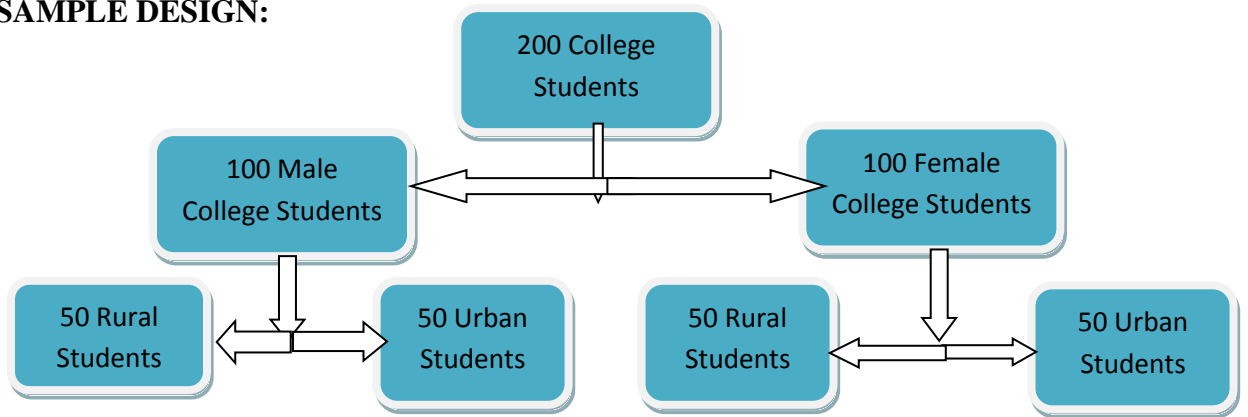 SAMPLE DESIGN:
200 College
Students
100 Male
College Students
100 Female
College Students
50 Rural
Students
50 Urban
Students
50 Rural
Students
50 Urban
Students